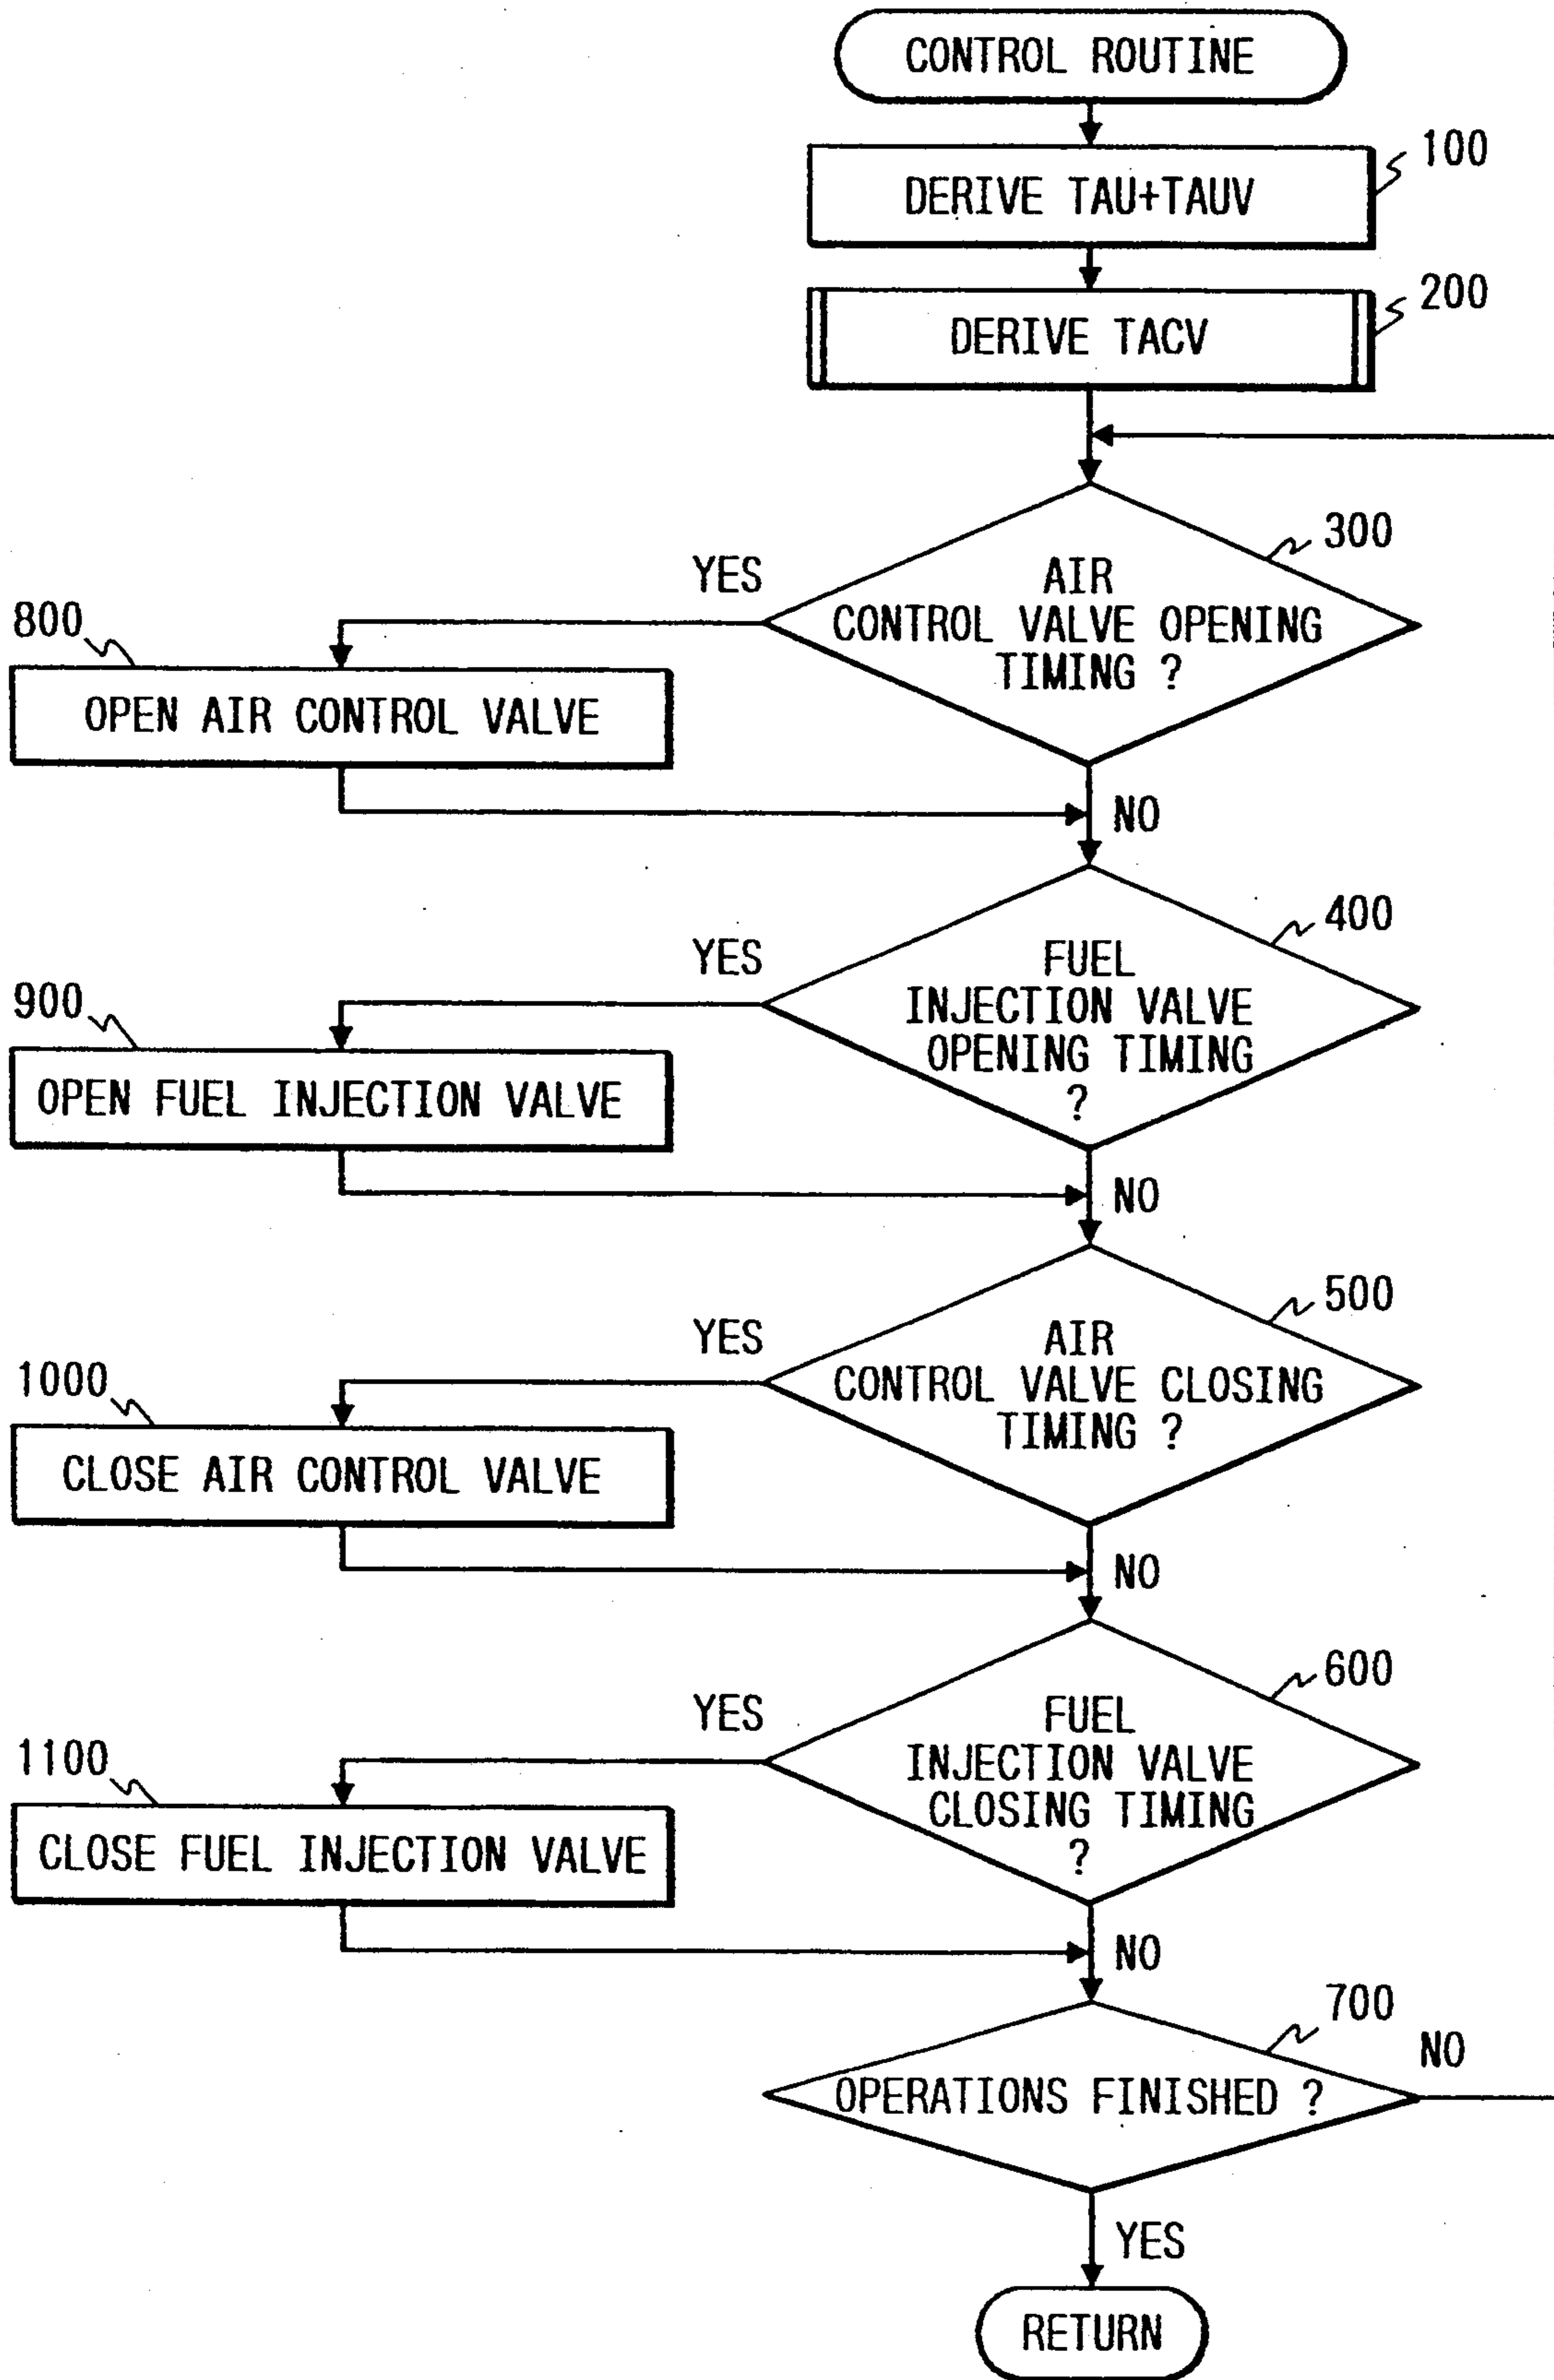 CONTROL ROUTINE
100
DERIVE TAU+TAUV
200
DERIVE TACV
300
YES
AIR
CONTROL VALVE OPENING
TIMING ?
800
OPEN AIR CONTROL VALVE
NO
400
YES
FUEL
INJECTION VALVE
OPENING TIMING
?
900
OPEN FUEL INJECTION VALVE
NO
500
YES
AIR
CONTROL VALVE CLOSING
TIMING ?
1000
CLOSE AIR CONTROL VALVE
NO
600
YES
FUEL
INJECTION VALVE
CLOSING TIMING
?
1100
CLOSE FUEL INJECTION VALVE
NO
700
NO
OPERATIONS FINISHED ?
YES
RETURN